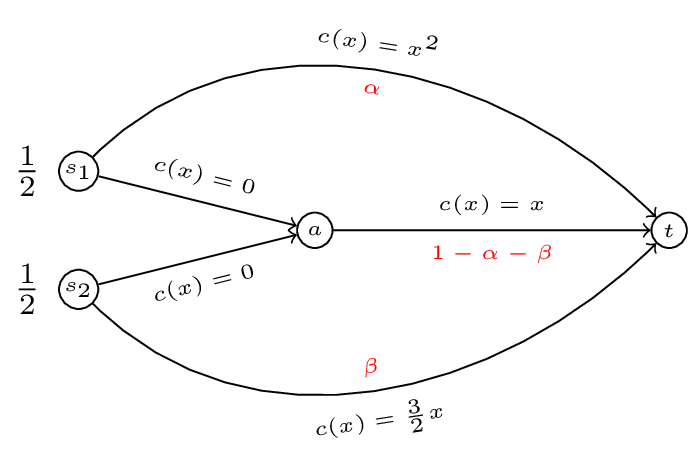 c(x) = x²
α
1/2
s₁
c(x) = 0
c(x) = x
a
t
1 − α − β
1/2
s₂
c(x) = 0
β
c(x) = 3/2 x